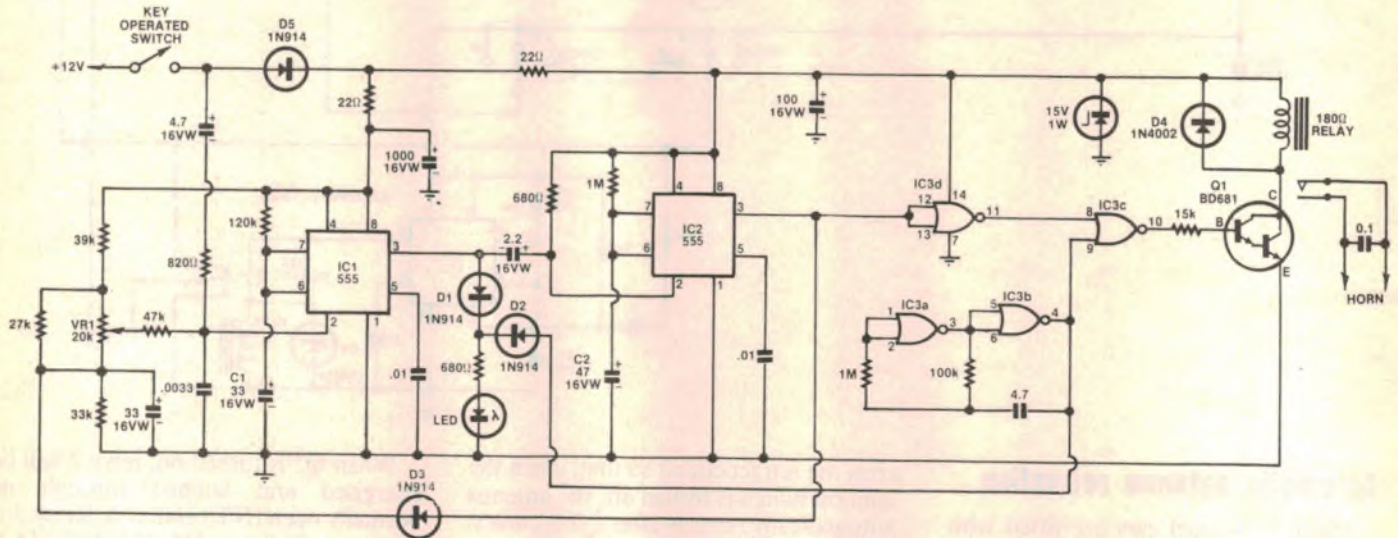 KEY
OPERATED
SWITCH
+12V
D5
1N914
22Ω
22Ω
4.7
16VW
1000
16VW
100
16VW
15V
1W
D4
1N4002
180Ω
RELAY
39k
120k
820Ω
27k
VR1
20k
47k
33k
33
16VW
.0033
C1
33
16VW
4
8
7
3
IC1
555
6
5
2
1
.01
2.2
16VW
D1
1N914
D2
1N914
680Ω
LED
λ
D3
1N914
680Ω
1M
C2
47
16VW
4
8
7
3
IC2
555
6
5
2
1
.01
IC3d
12
14
11
13
7
IC3c
8
10
9
15k
IC3a
1
3
2
IC3b
5
4
6
1M
100k
4.7
Q1
BD681
B
C
E
0.1
HORN